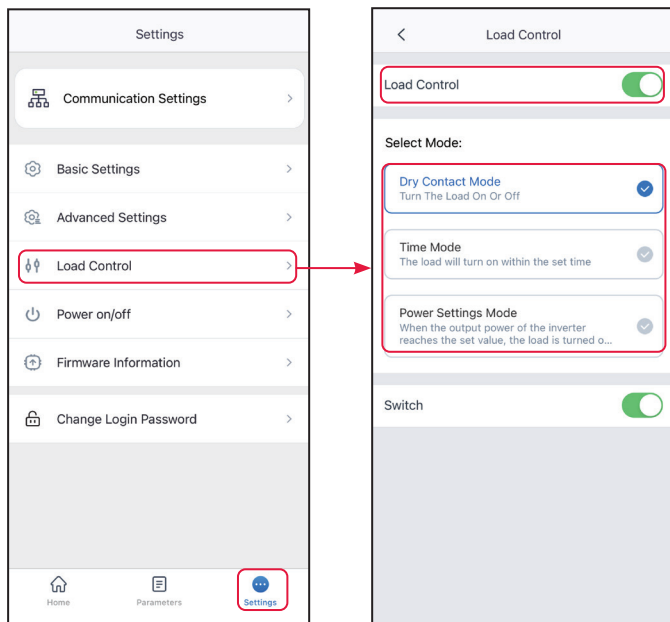 Settings
Communication Settings
Basic Settings
Advanced Settings
Load Control
Power on/off
Firmware Information
Change Login Password
Home
Parameters
Settings
Load Control
Load Control
Select Mode:
Dry Contact Mode
Turn The Load On Or Off
Time Mode
The load will turn on within the set time
Power Settings Mode
When the output power of the inverter
reaches the set value, the load is turned o...
Switch